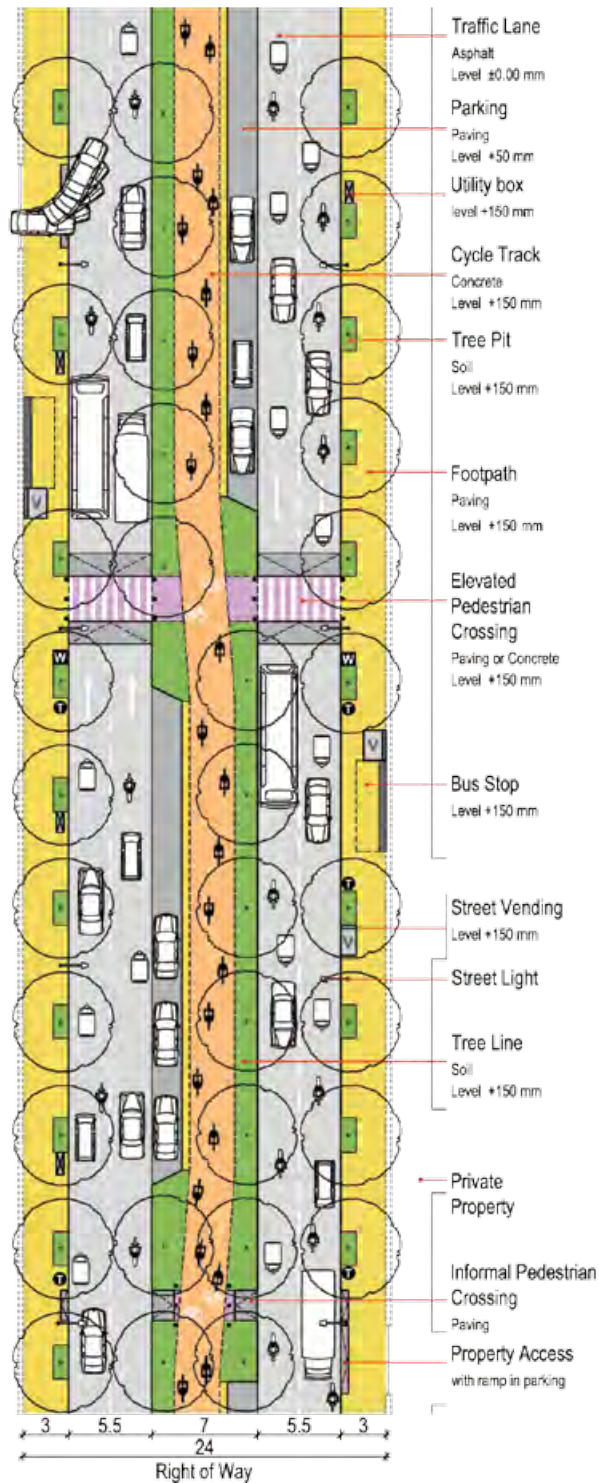 Traffic Lane
Asphalt
Level ±0.00 mm
Parking
Paving
Level +50 mm
Utility box
level +150 mm
Cycle Track
Concrete
Level +150 mm
Tree Pit
Soil
Level +150 mm
Footpath
Paving
Level +150 mm
V
Elevated
Pedestrian
Crossing
Paving or Concrete
Level +150 mm
W
W
T
T
V
Bus Stop
Level +150 mm
T
Street Vending
Level +150 mm
V
Street Light
Tree Line
Soil
Level +150 mm
Private
Property
T
T
Informal Pedestrian
Crossing
Paving
Property Access
with ramp in parking
3 5.5 7 5.5 3
24
Right of Way